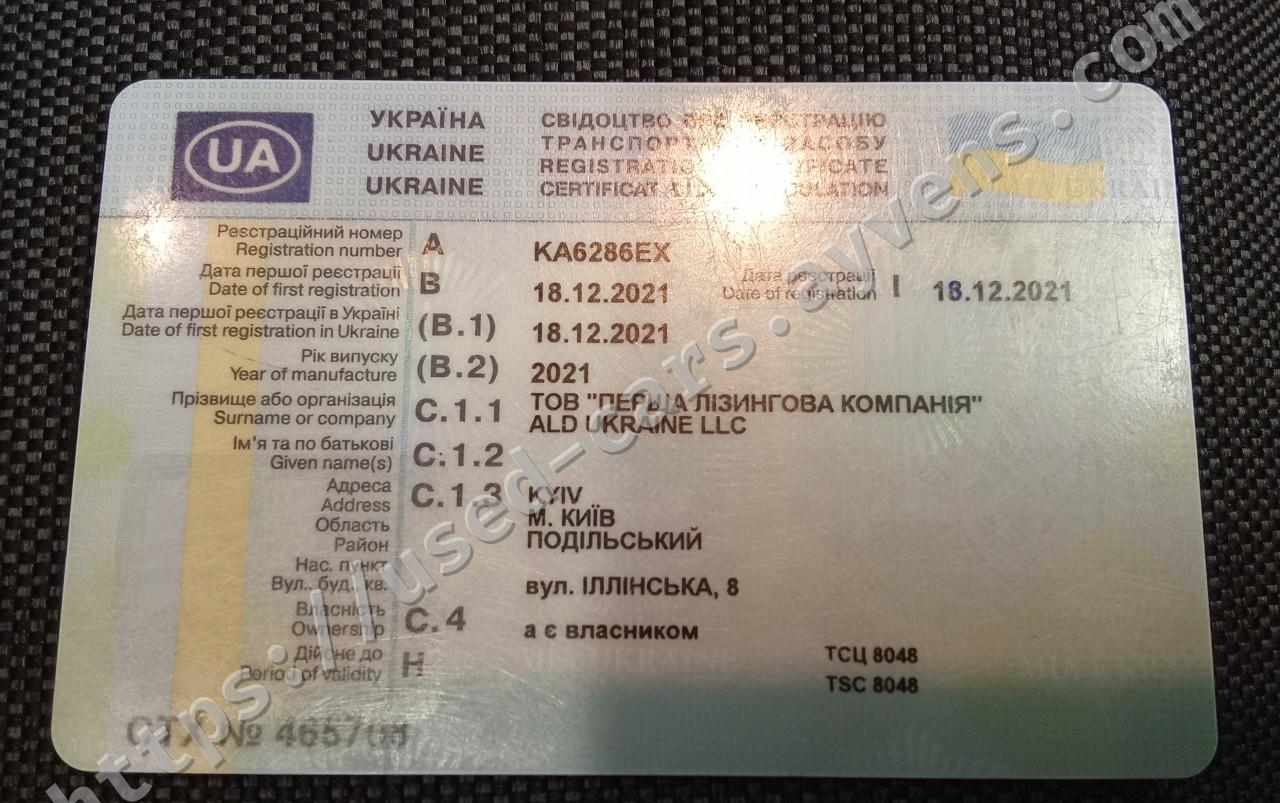 UA
УКРАЇНА
UKRAINE
UKRAINE
СВІДОЦТВО
REGISTRATION
CERTIFICAT
Реєстраційний номер
Registration number A KA6286EX
Дата першої реєстрації
Date of first registration B 18.12.2021
Дата реєстрації
Date of registration I 18.12.2021
Дата першої реєстрації в Україні
Date of first registration in Ukraine (B.1) 18.12.2021
Рік випуску
Year of manufacture (B.2) 2021
Прізвище або організація
Surname or company C.1.1 ТОВ "ПЕРША ЛІЗИНГОВА КОМПАНІЯ"
ALD UKRAINE LLC
Ім'я та по батькові
Given name(s) C.1.2
Адреса
Address C.1.3 KYIV
Область М. КИЇВ
Район ПОДІЛЬСЬКИЙ
Нас. пункт
Вул., буд., кв. вул. ІЛЛІНСЬКА, 8
Власність
Ownership C.4 а є власником
Дійсне до
Period of validity H
ТСЦ 8048
TSC 8048
№
https://used-cars.ayvens.com